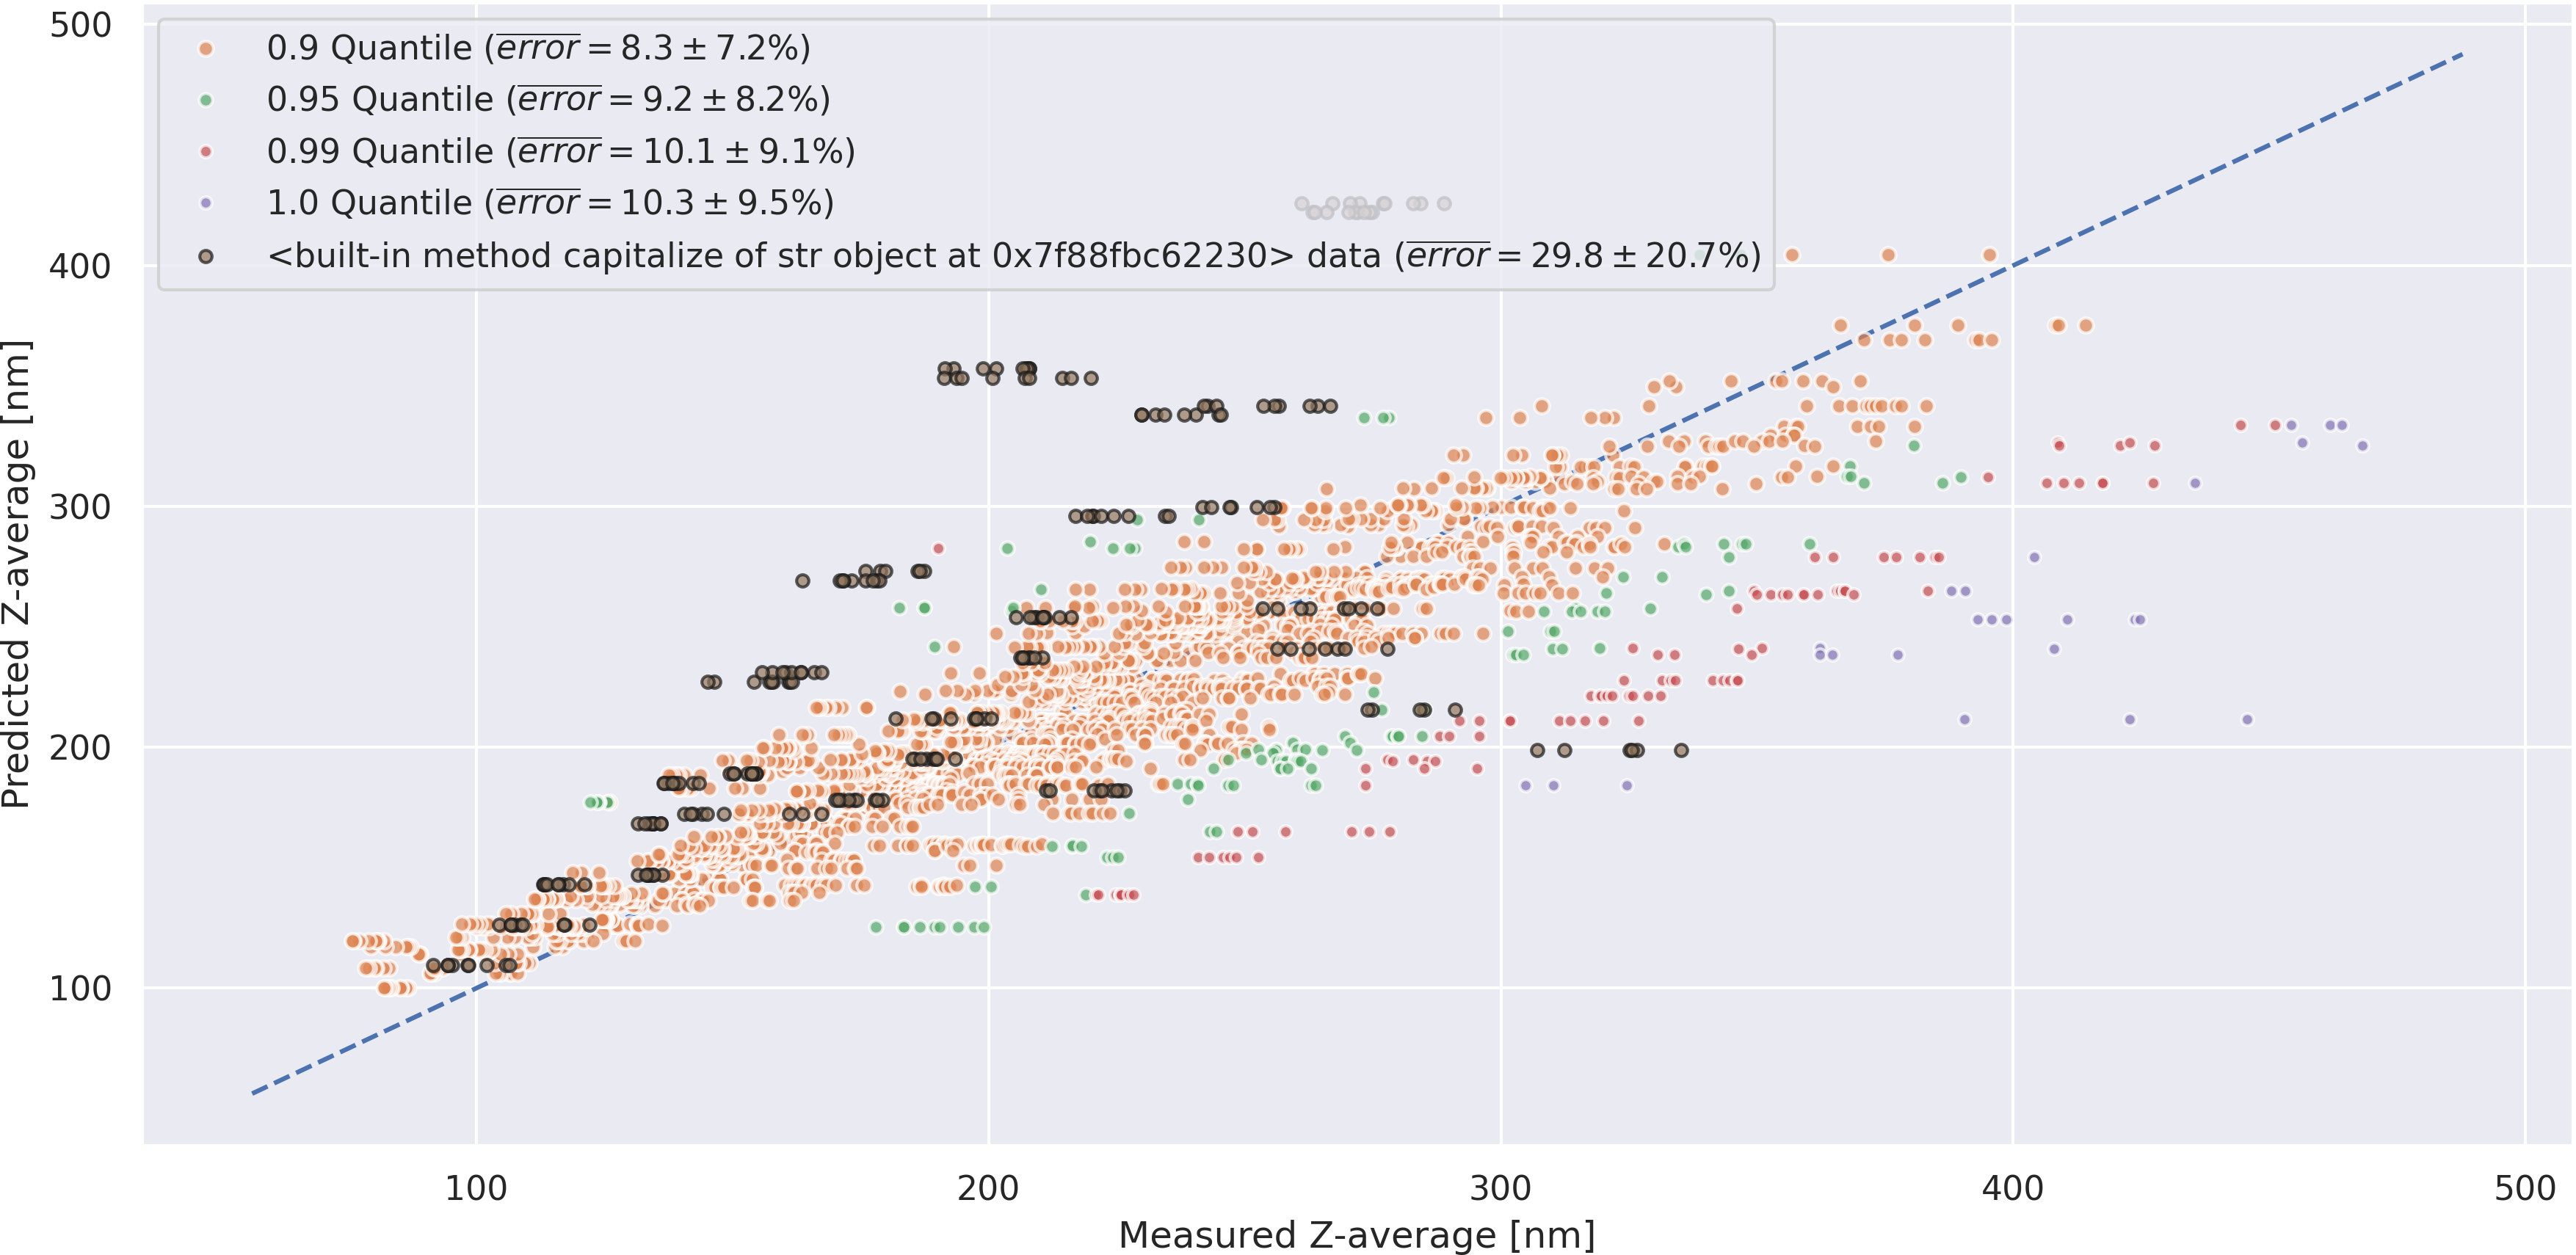 500
400
300
200
100
Predicted Z-average [nm]
0.9 Quantile (error = 8.3 ± 7.2%)
0.95 Quantile (error = 9.2 ± 8.2%)
0.99 Quantile (error = 10.1 ± 9.1%)
1.0 Quantile (error = 10.3 ± 9.5%)
<built-in method capitalize of str object at 0x7f88fbc62230> data (error = 29.8 ± 20.7%)
100 200 300 400 500
Measured Z-average [nm]